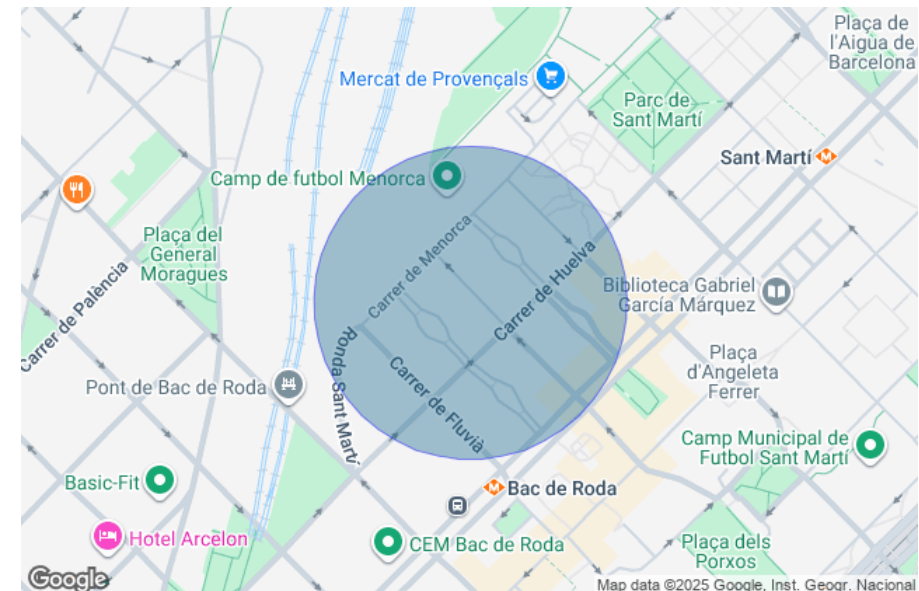 Plaça de
l'Aigua de
Barcelona
Mercat de Provençals
Parc de
Sant Martí
Sant Martí
Camp de futbol Menorca
Plaça del
General
Moragues
Carrer de Menorca
Carrer de Huelva
Carrer de Palència
Biblioteca Gabriel
García Márquez
Ronda Sant Martí
Plaça
d'Angeleta
Ferrer
Pont de Bac de Roda
Carrer de Fluvià
Camp Municipal de
Futbol Sant Martí
Basic-Fit
Bac de Roda
Hotel Arcelon
CEM Bac de Roda
Plaça dels
Porxos
Google
Map data ©2025 Google, Inst. Geogr. Nacional